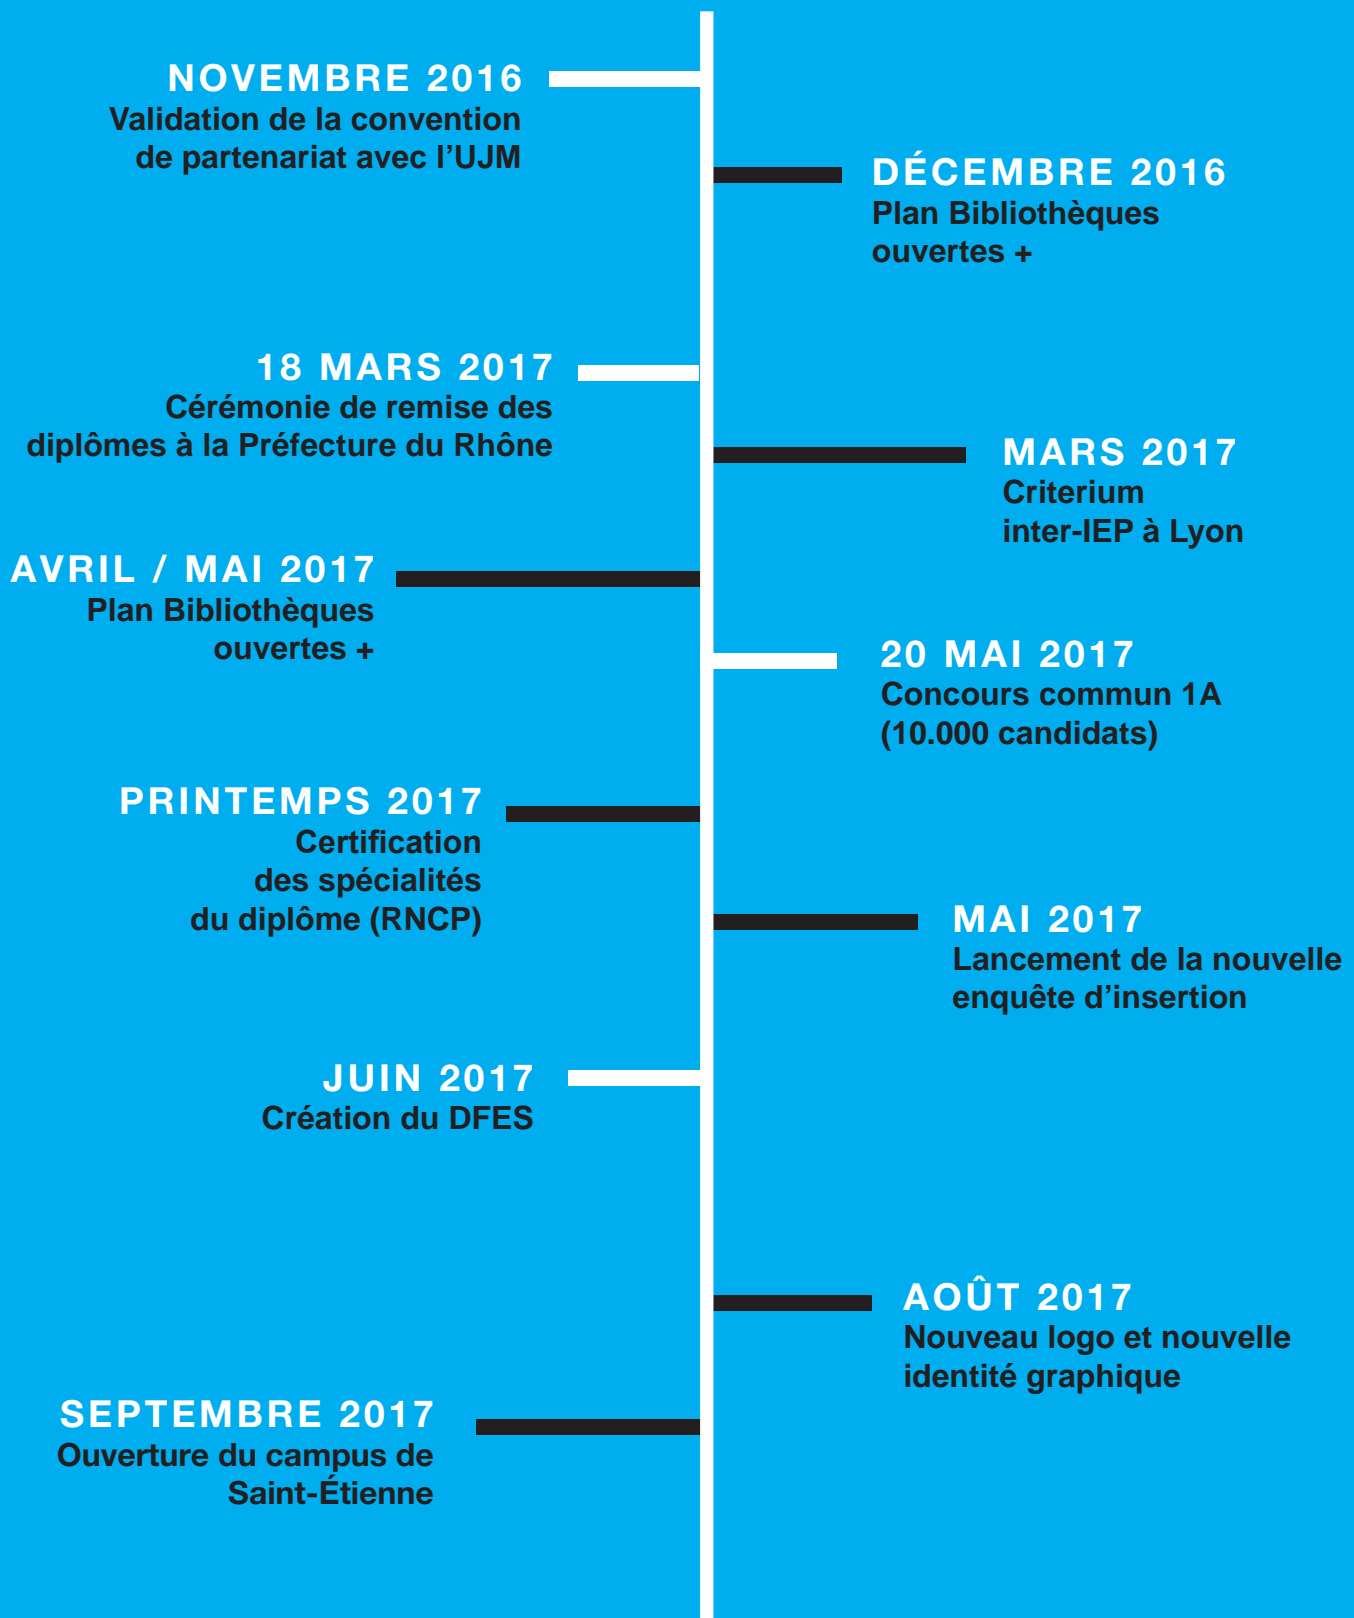 NOVEMBRE 2016
Validation de la convention
de partenariat avec l’UJM
DÉCEMBRE 2016
Plan Bibliothèques
ouvertes +
18 MARS 2017
Cérémonie de remise des
diplômes à la Préfecture du Rhône
MARS 2017
Criterium
inter-IEP à Lyon
AVRIL / MAI 2017
Plan Bibliothèques
ouvertes +
20 MAI 2017
Concours commun 1A
(10.000 candidats)
PRINTEMPS 2017
Certification
des spécialités
du diplôme (RNCP)
MAI 2017
Lancement de la nouvelle
enquête d’insertion
JUIN 2017
Création du DFES
AOÛT 2017
Nouveau logo et nouvelle
identité graphique
SEPTEMBRE 2017
Ouverture du campus de
Saint-Étienne